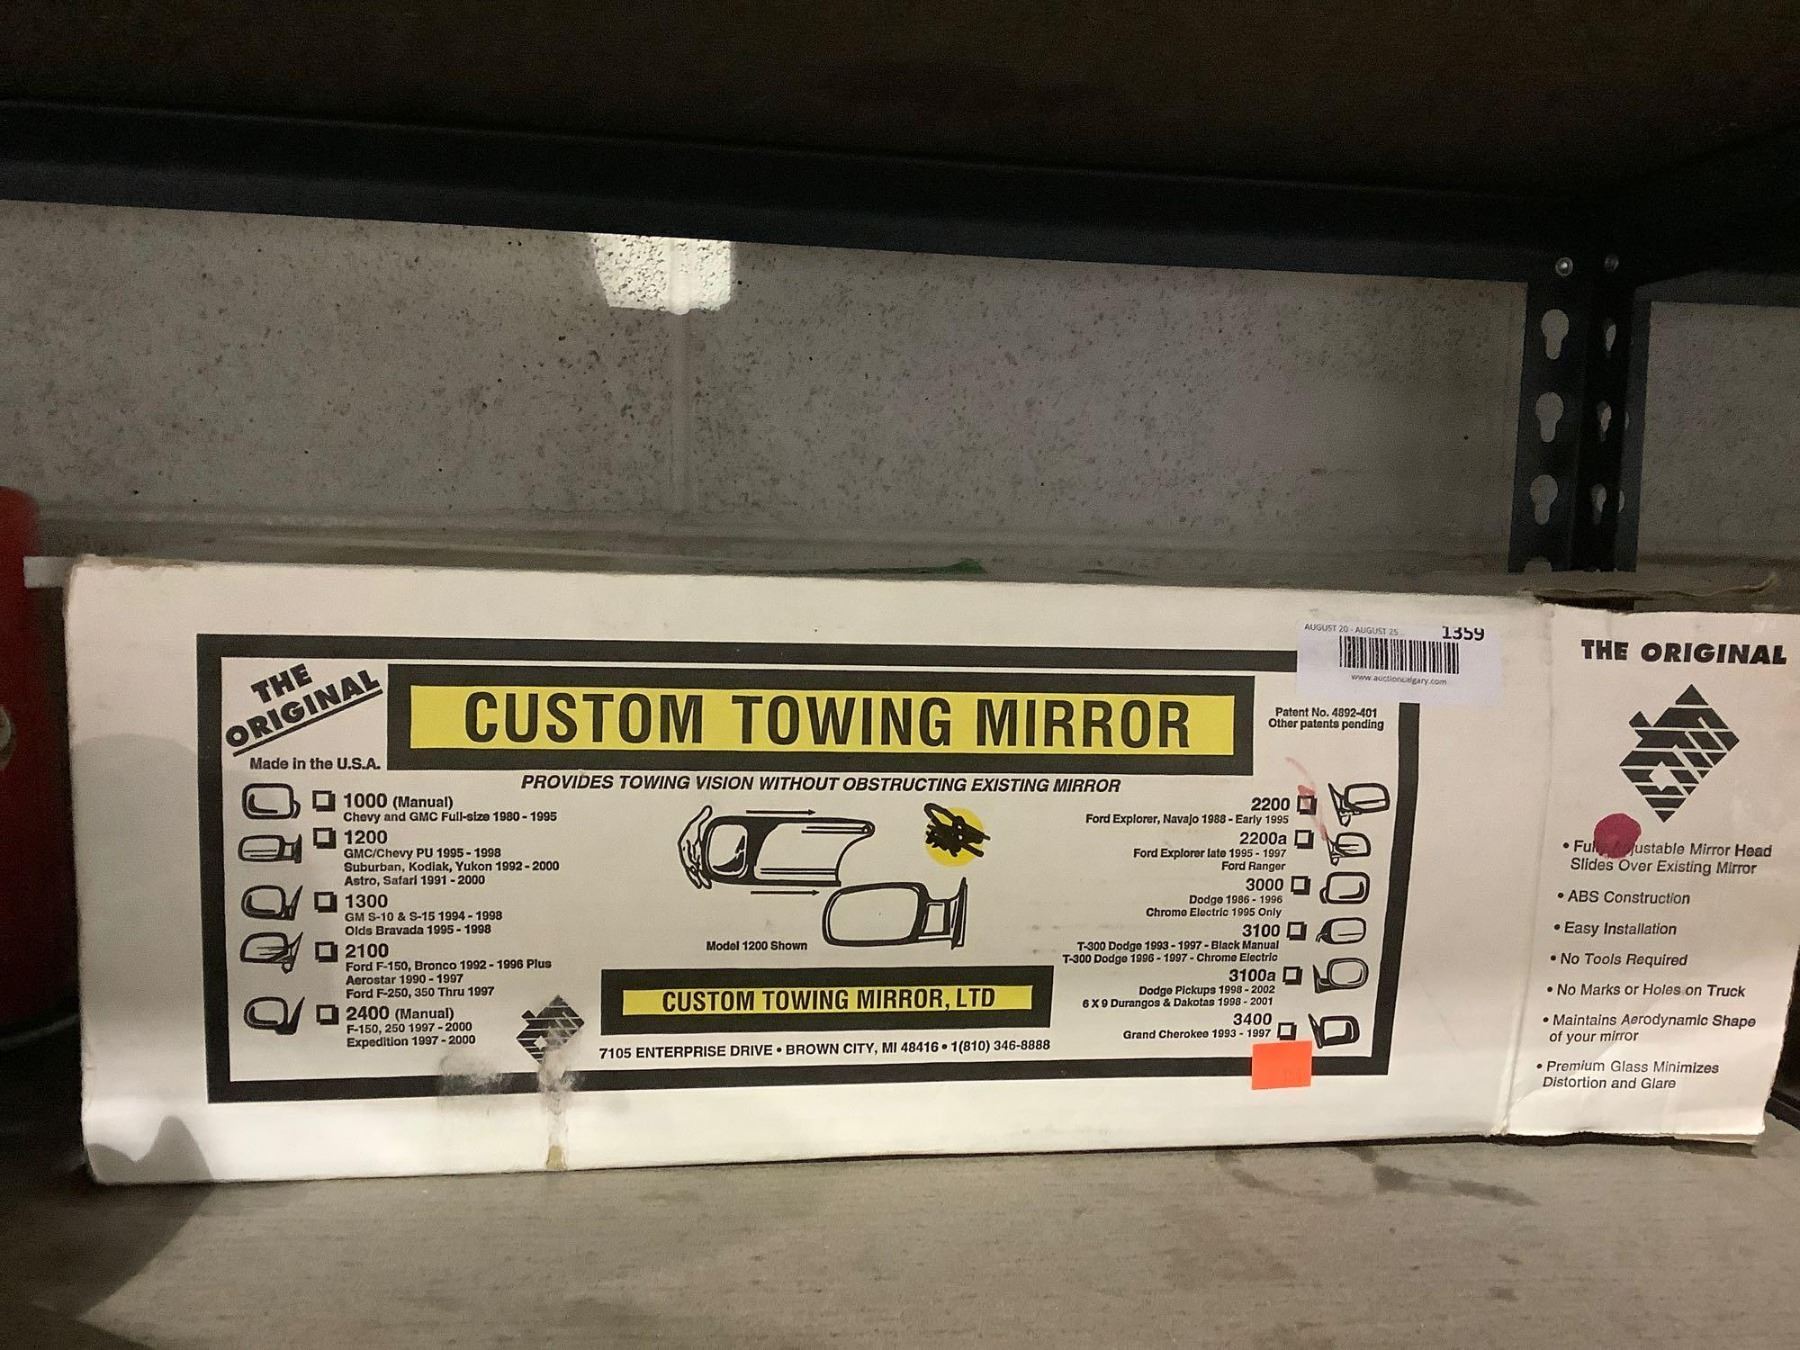 AUGUST 20 - AUGUST 25
1359
www.auctioncalgary.com
THE
ORIGINAL
CUSTOM TOWING MIRROR
Patent No. 4892-401
Other patents pending
Made in the U.S.A.
PROVIDES TOWING VISION WITHOUT OBSTRUCTING EXISTING MIRROR
1000 (Manual)
Chevy and GMC Full-size 1980 - 1995
1200
GMC/Chevy PU 1995 - 1998
Suburban, Kodiak, Yukon 1992 - 2000
Astro, Safari 1991 - 2000
1300
GM S-10 & S-15 1994 - 1998
Olds Bravada 1995 - 1998
2100
Ford F-150, Bronco 1992 - 1996 Plus
Aerostar 1990 - 1997
Ford F-250, 350 Thru 1997
2400 (Manual)
F-150, 250 1997 - 2000
Expedition 1997 - 2000
Model 1200 Shown
CUSTOM TOWING MIRROR, LTD
7105 ENTERPRISE DRIVE • BROWN CITY, MI 48416 • 1(810) 346-8888
2200
Ford Explorer, Navajo 1988 - Early 1995
2200a
Ford Explorer late 1995 - 1997
Ford Ranger
3000
Dodge 1986 - 1996
Chrome Electric 1995 Only
3100
T-300 Dodge 1993 - 1997 - Black Manual
T-300 Dodge 1996 - 1997 - Chrome Electric
3100a
Dodge Pickups 1998 - 2002
6 X 9 Durangos & Dakotas 1998 - 2001
3400
Grand Cherokee 1993 - 1997
THE ORIGINAL
CTM
• Fully Adjustable Mirror Head
Slides Over Existing Mirror
• ABS Construction
• Easy Installation
• No Tools Required
• No Marks or Holes on Truck
• Maintains Aerodynamic Shape
of your mirror
• Premium Glass Minimizes
Distortion and Glare